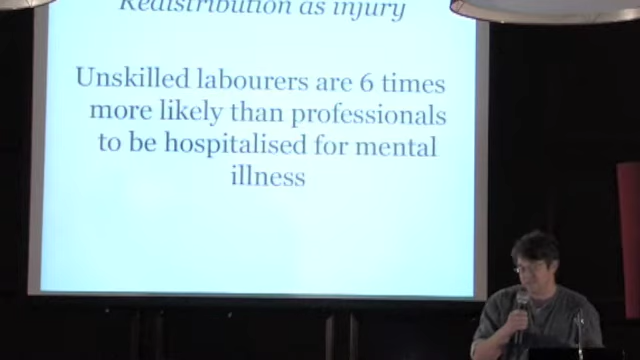 Redistribution as injury
Unskilled labourers are 6 times
more likely than professionals
to be hospitalised for mental
illness